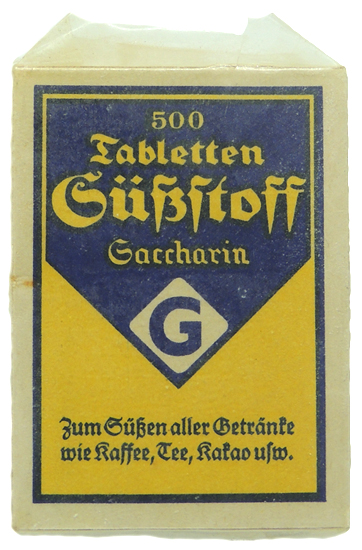 500
Tabletten
Süßstoff
Saccharin
G
Zum Süßen aller Getränke
wie Kaffee, Tee, Kakao usw.